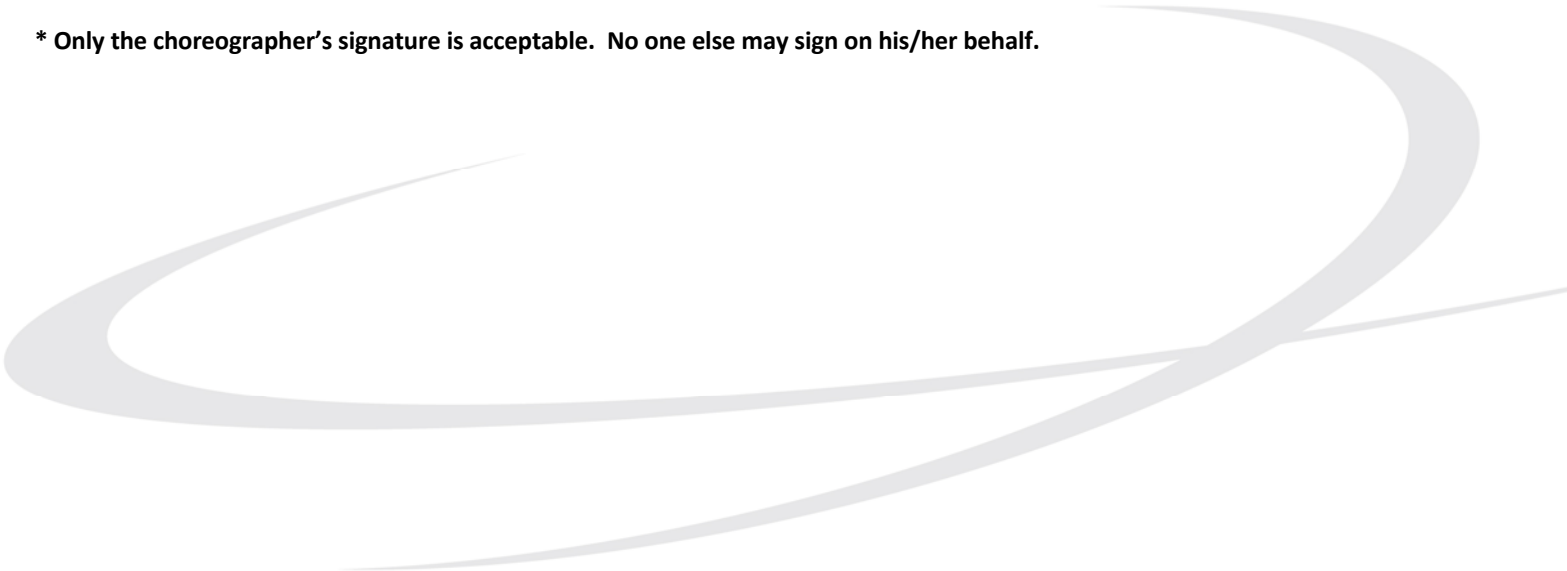 * Only the choreographer’s signature is acceptable.  No one else may sign on his/her behalf.